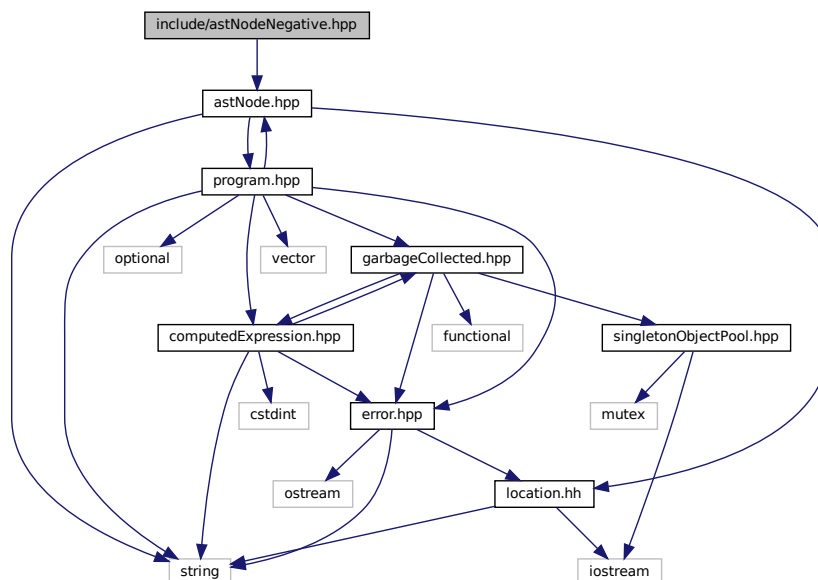 include/astNodeNegative.hpp
astNode.hpp
program.hpp
optional
vector
garbageCollected.hpp
computedExpression.hpp
functional
singletonObjectPool.hpp
cstdint
error.hpp
mutex
ostream
location.hh
string
iostream